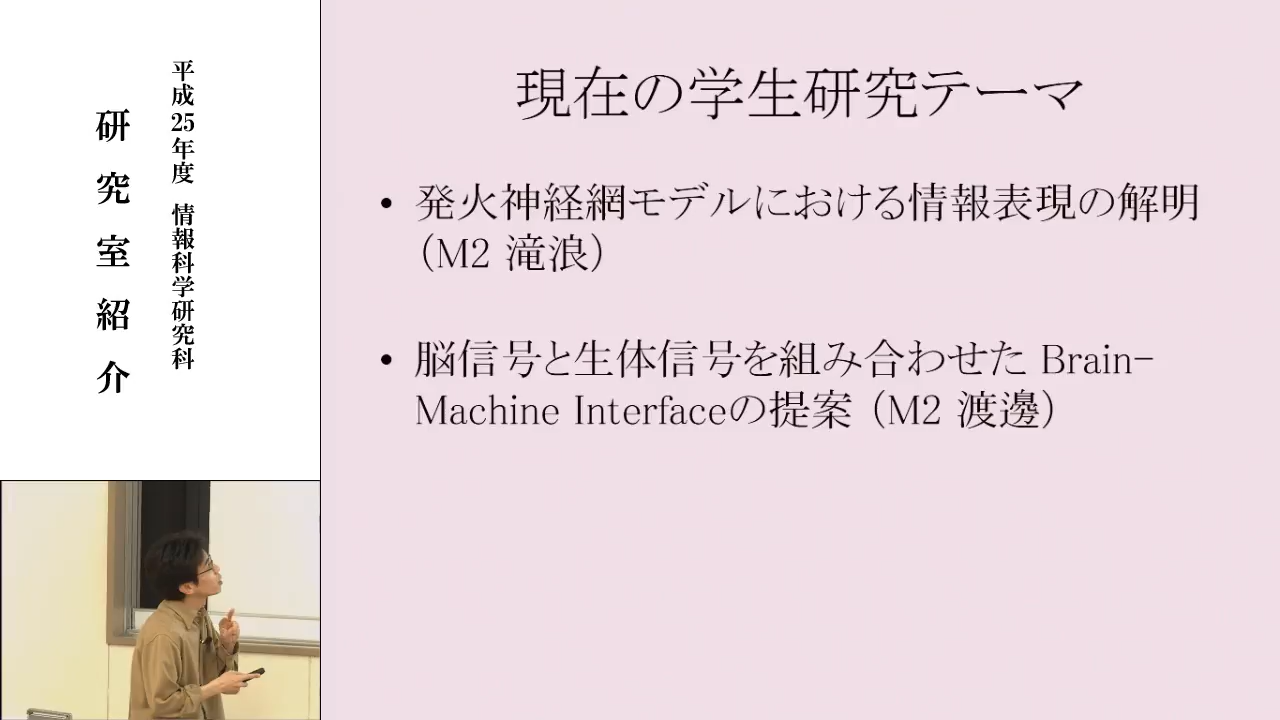 平成25年度 情報科学研究科
研究室紹介
現在の学生研究テーマ
• 発火神経網モデルにおける情報表現の解明
（M2 滝浪）
• 脳信号と生体信号を組み合わせた Brain-
Machine Interfaceの提案（M2 渡邊）